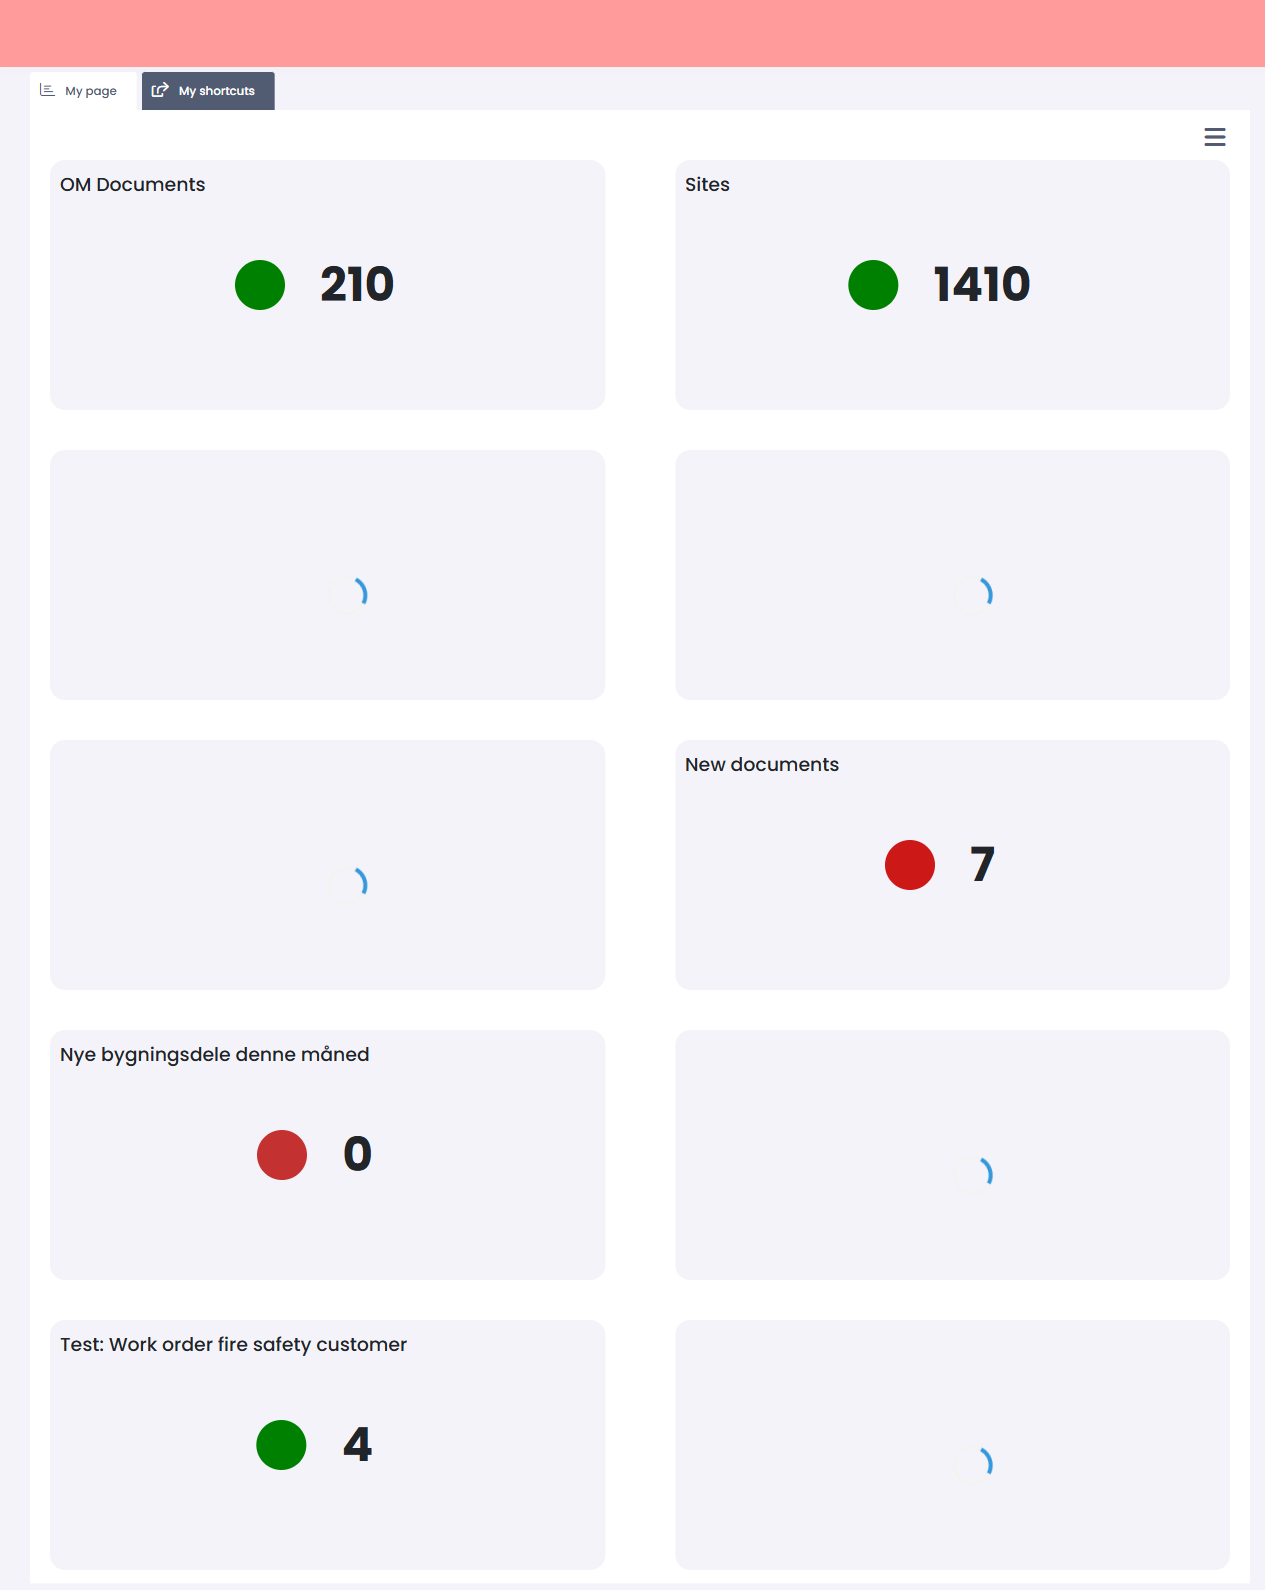 My page
My shortcuts
OM Documents
210
Sites
1410
New documents
7
Nye bygningsdele denne måned
0
Test: Work order fire safety customer
4